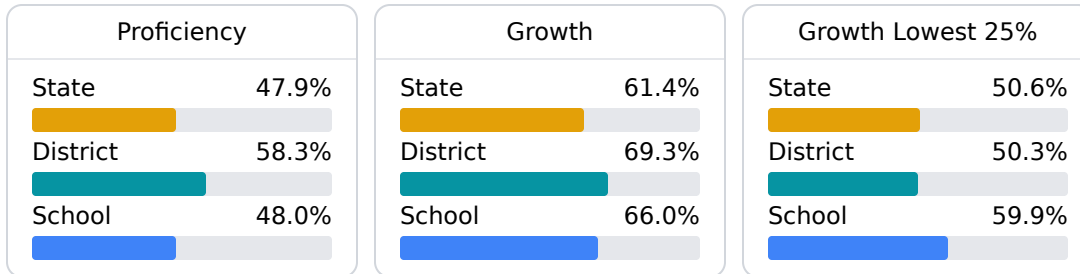 Proficiency
State 47.9%
District 58.3%
School 48.0%
Growth
State 61.4%
District 69.3%
School 66.0%
Growth Lowest 25%
State 50.6%
District 50.3%
School 59.9%